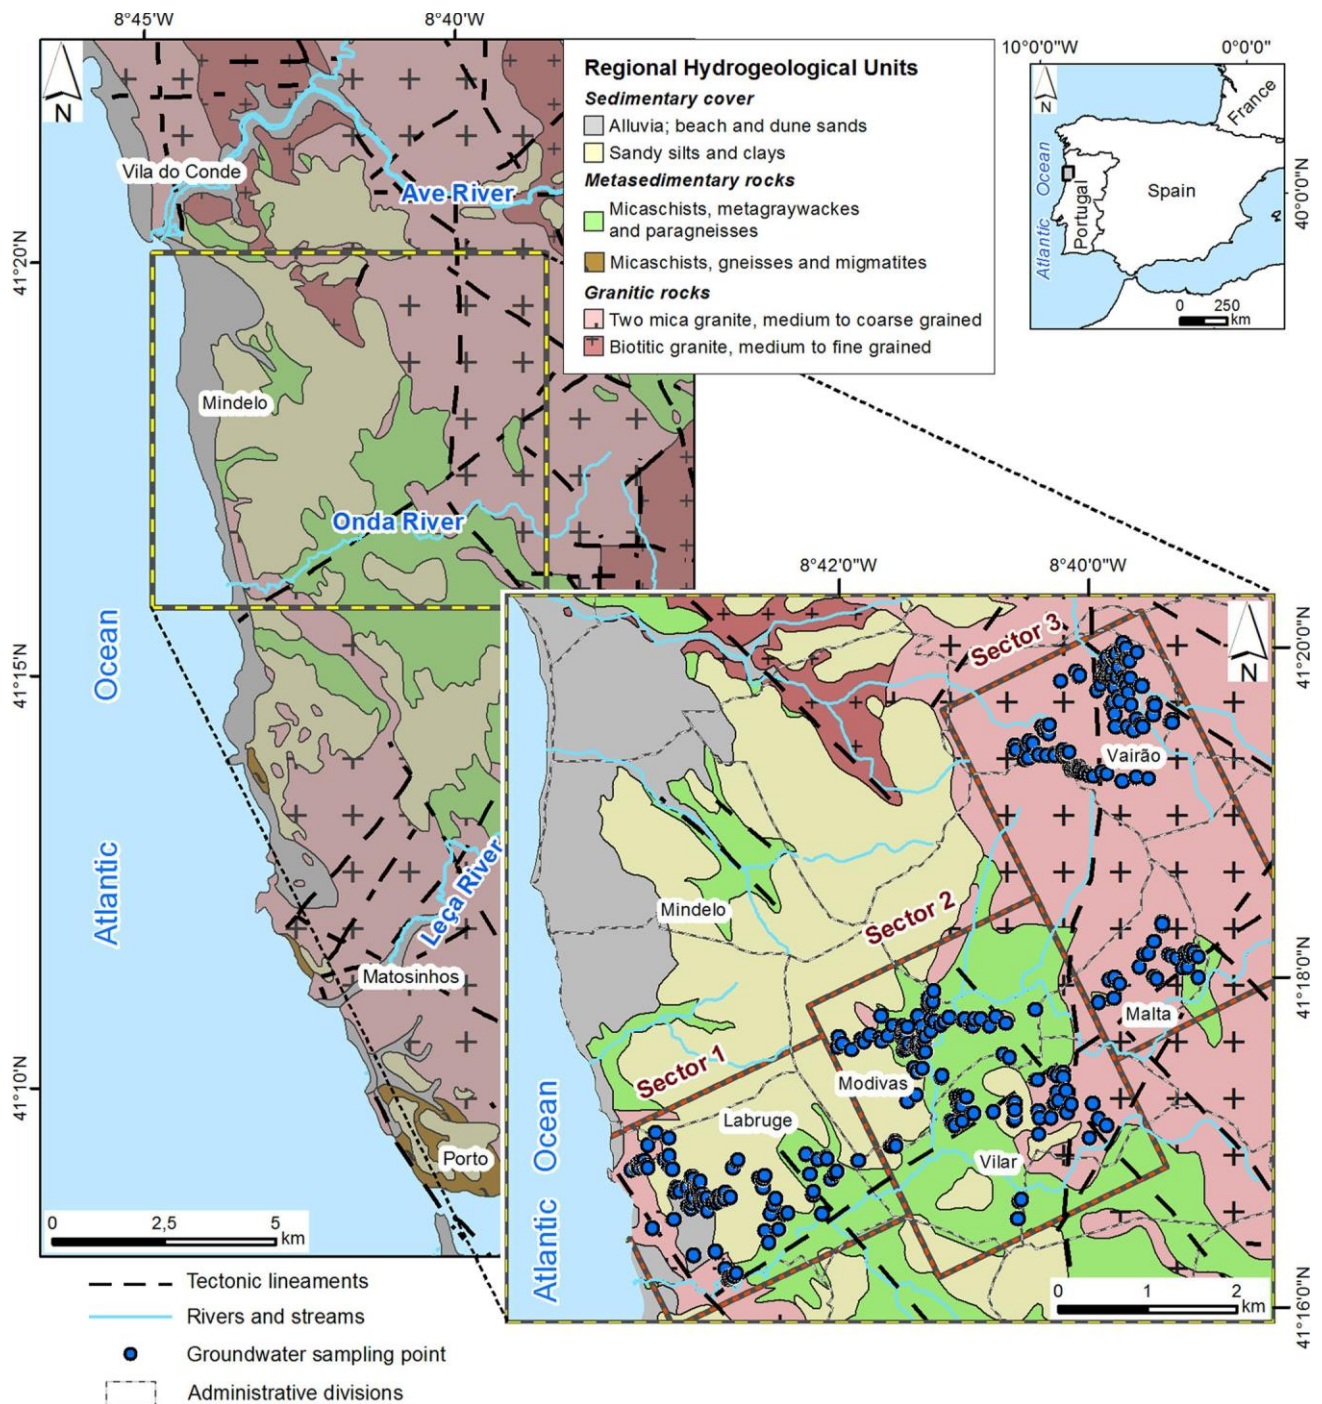 8°45'W
8°40'W
N
Vila do Conde
Ave River
41°20'N
Mindelo
Onda River
41°15'N
Atlantic Ocean
Leça River
Matosinhos
41°10'N
Porto
0 2,5 5
km
Regional Hydrogeological Units
Sedimentary cover
Alluvia; beach and dune sands
Sandy silts and clays
Metasedimentary rocks
Micaschists, metagraywackes
and paragneisses
Micaschists, gneisses and migmatites
Granitic rocks
Two mica granite, medium to coarse grained
Biotitic granite, medium to fine grained
10°00'0"W
0°00'0"
N
France
Atlantic Ocean
Portugal
Spain
40°0'0"N
0 250
km
8°42'0"W
8°40'0"W
Sector 3
N
41°20'0"N
Vairão
Mindelo
Sector 2
41°18'0"N
Malta
Sector 1
Modivas
Labruge
Vilar
Atlantic Ocean
0 1 2
km
41°16'0"N
Tectonic lineaments
Rivers and streams
Groundwater sampling point
Administrative divisions